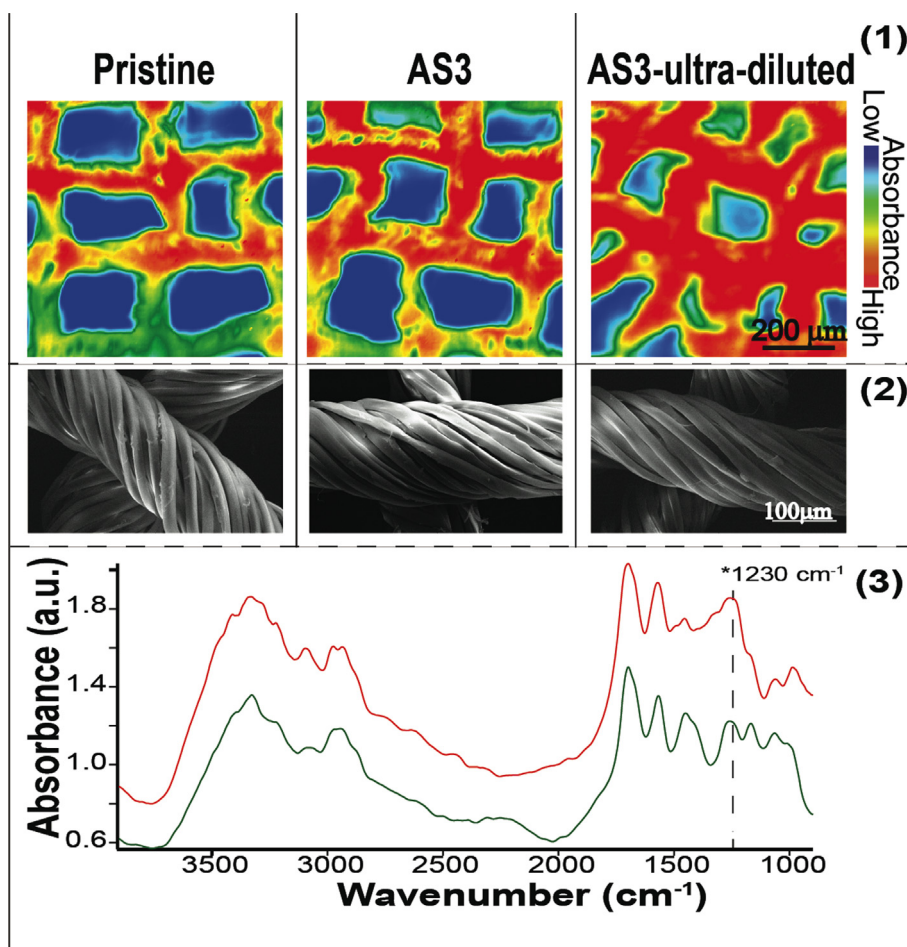 (1)
Pristine
AS3
AS3-ultra-diluted
Low
Absorbance
High
200 µm
(2)
100µm
(3)
*1230 cm⁻¹
Absorbance (a.u.)
1.8
1.4
1.0
0.6
3500 3000 2500 2000 1500 1000
Wavenumber (cm⁻¹)